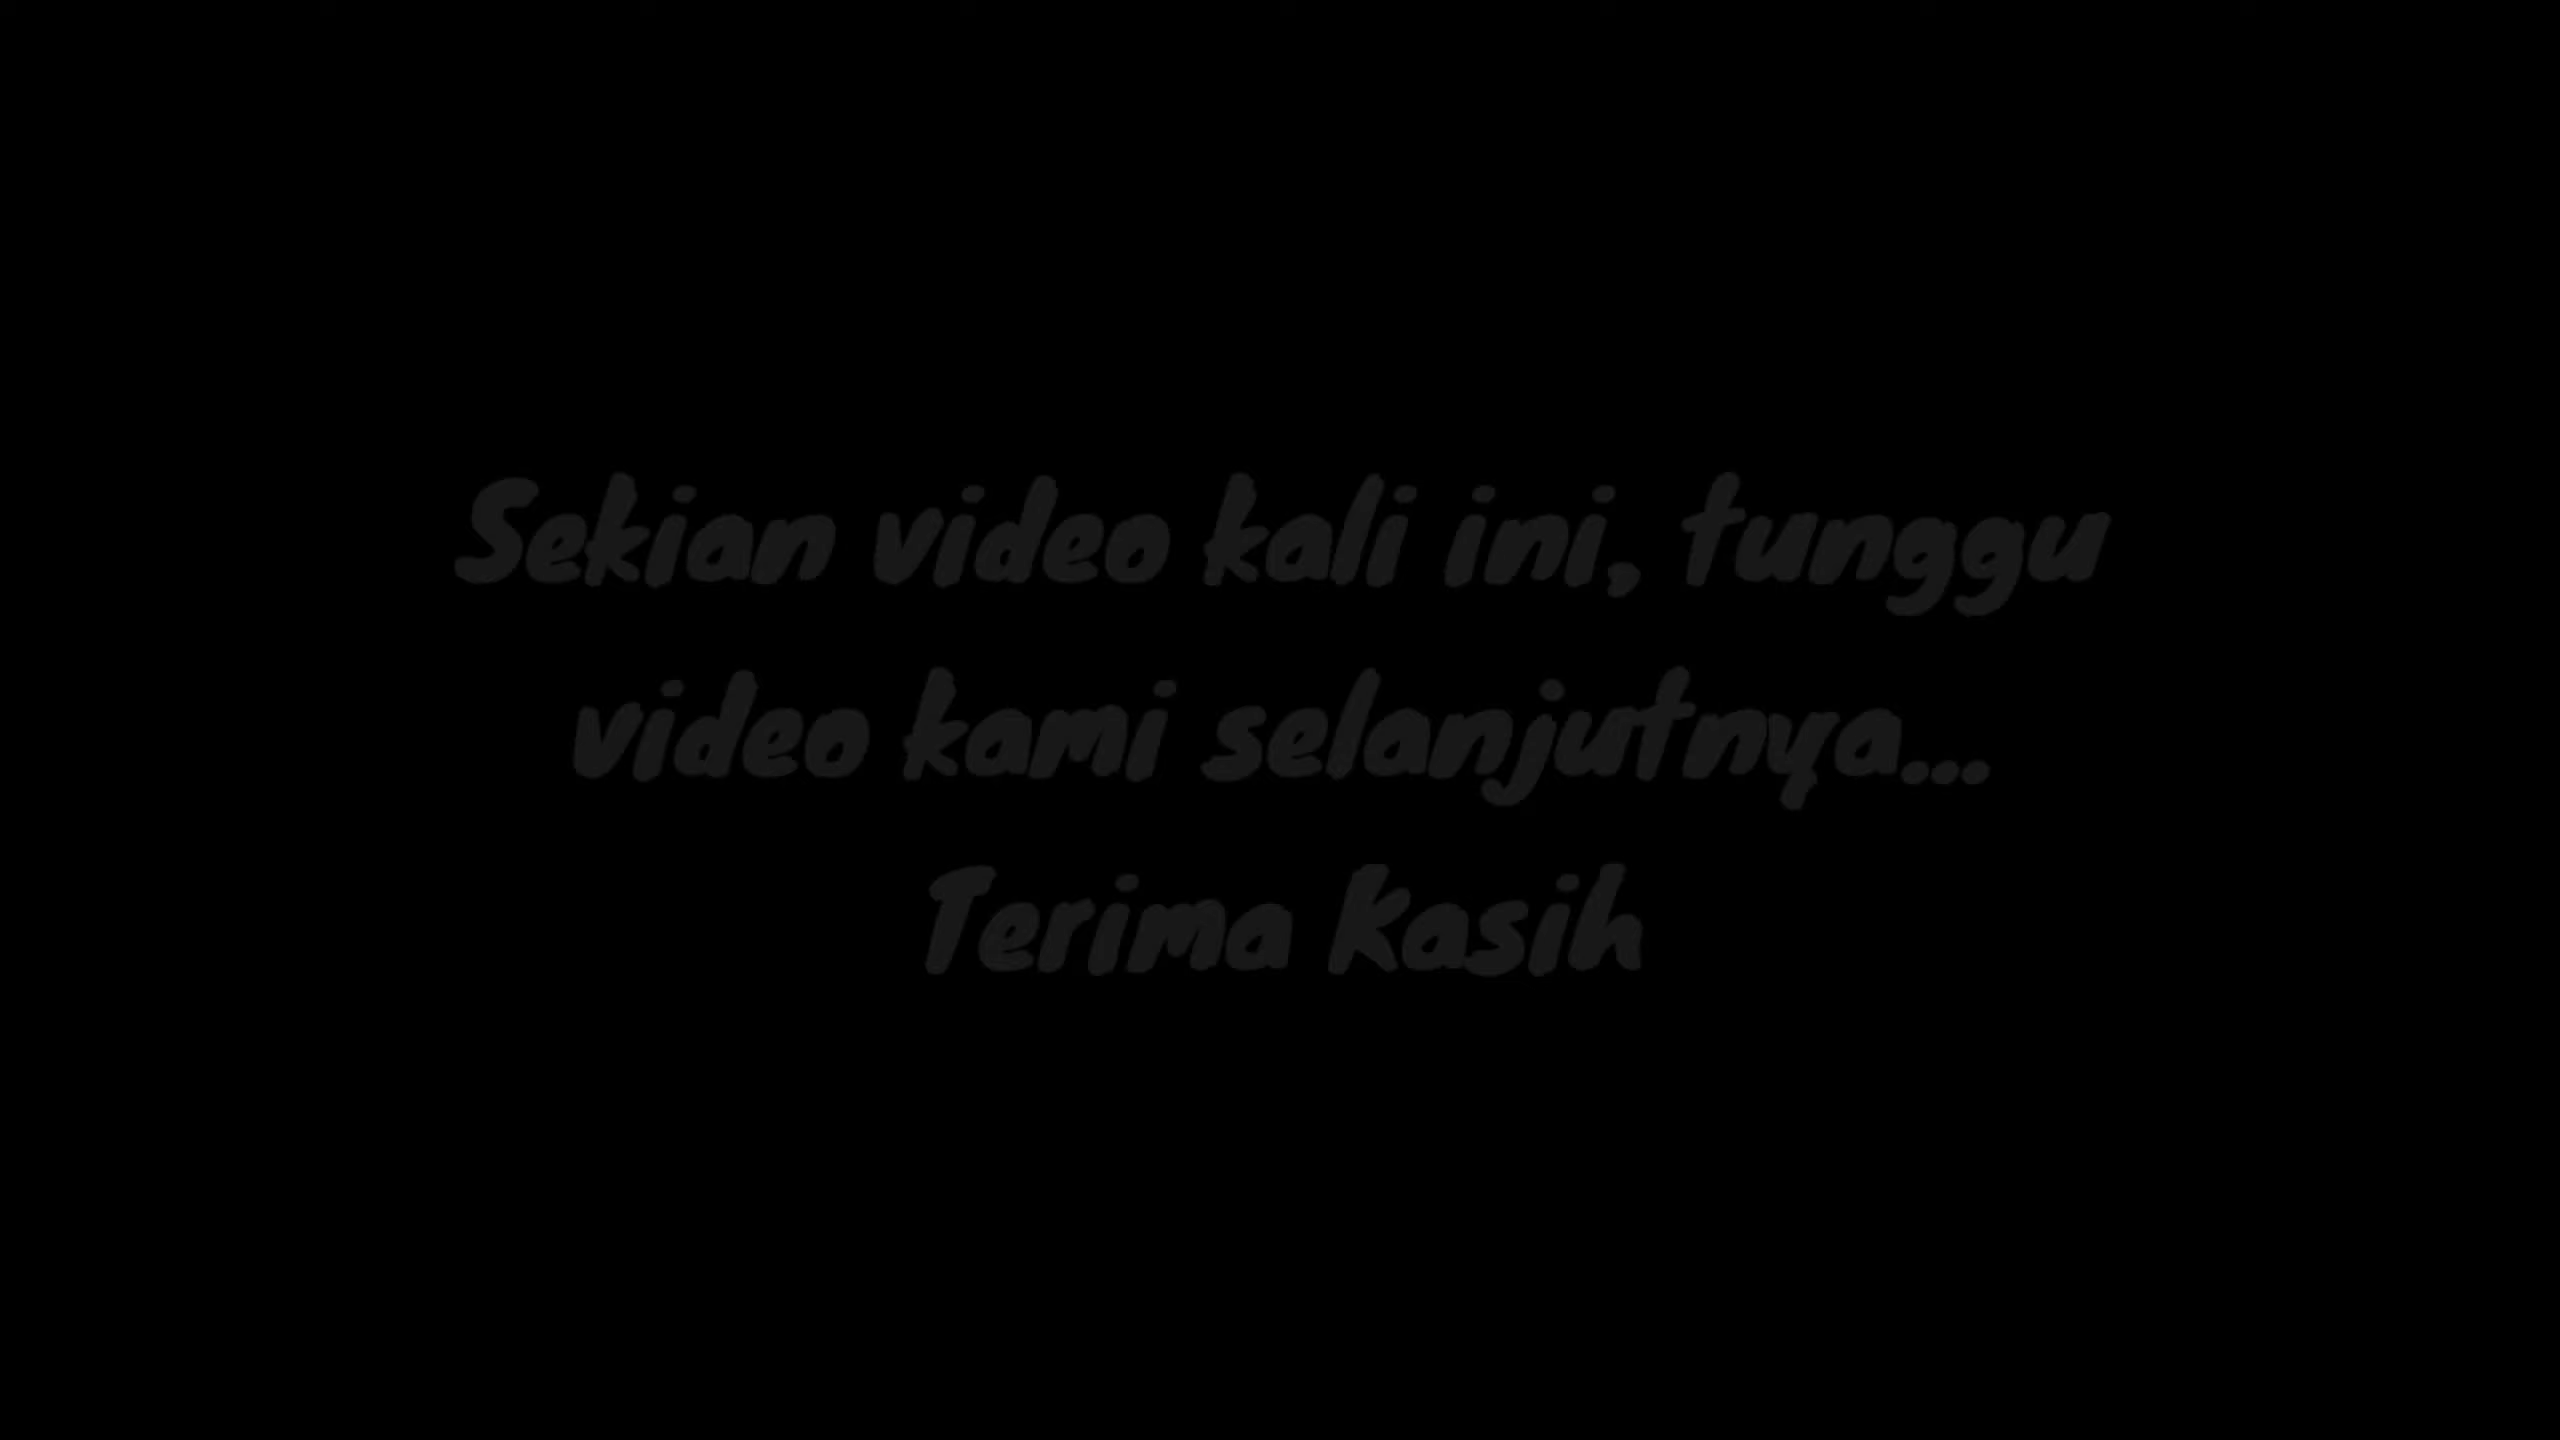 Sekian video kali ini, tunggu
video kami selanjutnya...
Terima Kasih